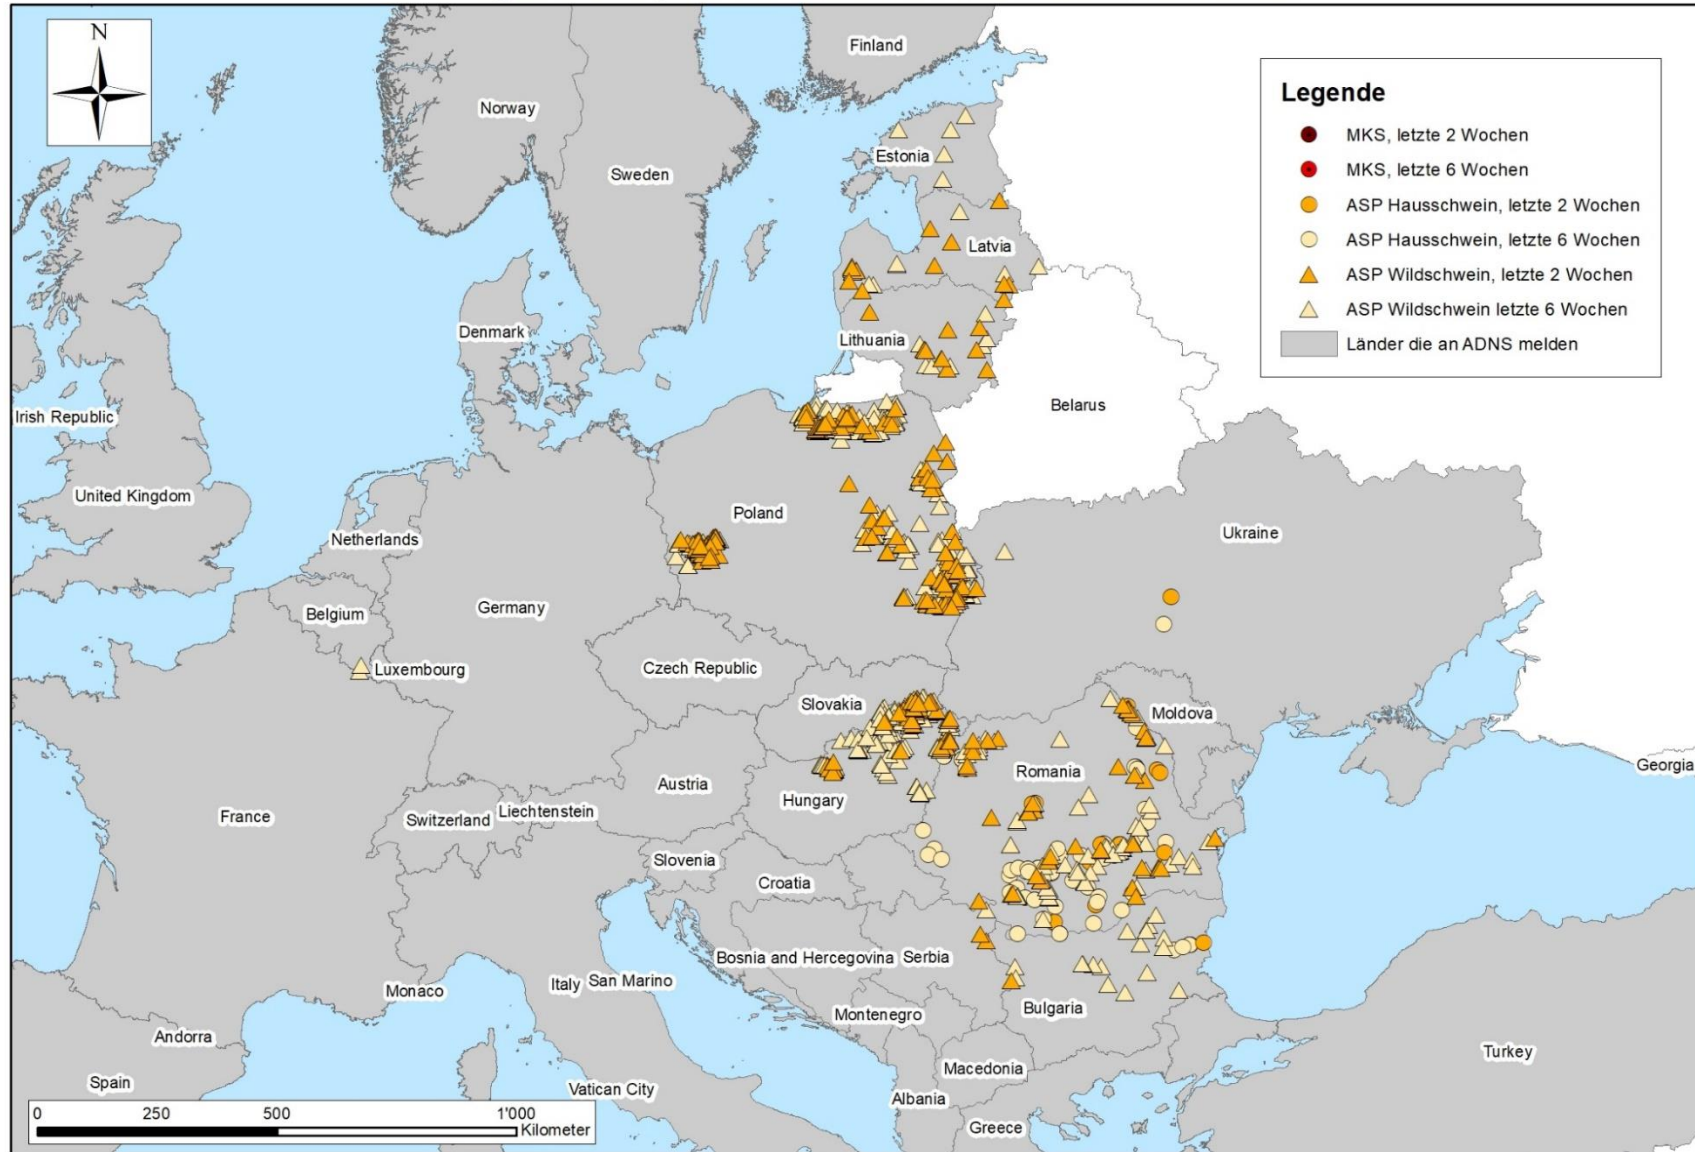 N
Finland
Norway
Sweden
Estonia
Latvia
Denmark
Lithuania
Legende
MKS, letzte 2 Wochen
MKS, letzte 6 Wochen
ASP Hausschwein, letzte 2 Wochen
ASP Hausschwein, letzte 6 Wochen
ASP Wildschwein, letzte 2 Wochen
ASP Wildschwein letzte 6 Wochen
Länder die an ADNS melden
Irish Republic
Belarus
United Kingdom
Netherlands
Poland
Ukraine
Belgium
Germany
Luxembourg
Czech Republic
Slovakia
Moldova
Romania
Georgia
France
Switzerland
Liechtenstein
Austria
Hungary
Slovenia
Croatia
Bosnia and Hercegovina
Serbia
Monaco
Italy
San Marino
Montenegro
Bulgaria
Andorra
Spain
Vatican City
Macedonia
Albania
Greece
Turkey
0 250 500 1'000
Kilometer